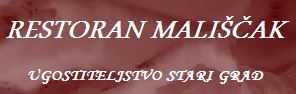 RESTORAN MALIŠČAK
UGOSTITELJSTVO STARI GRAD